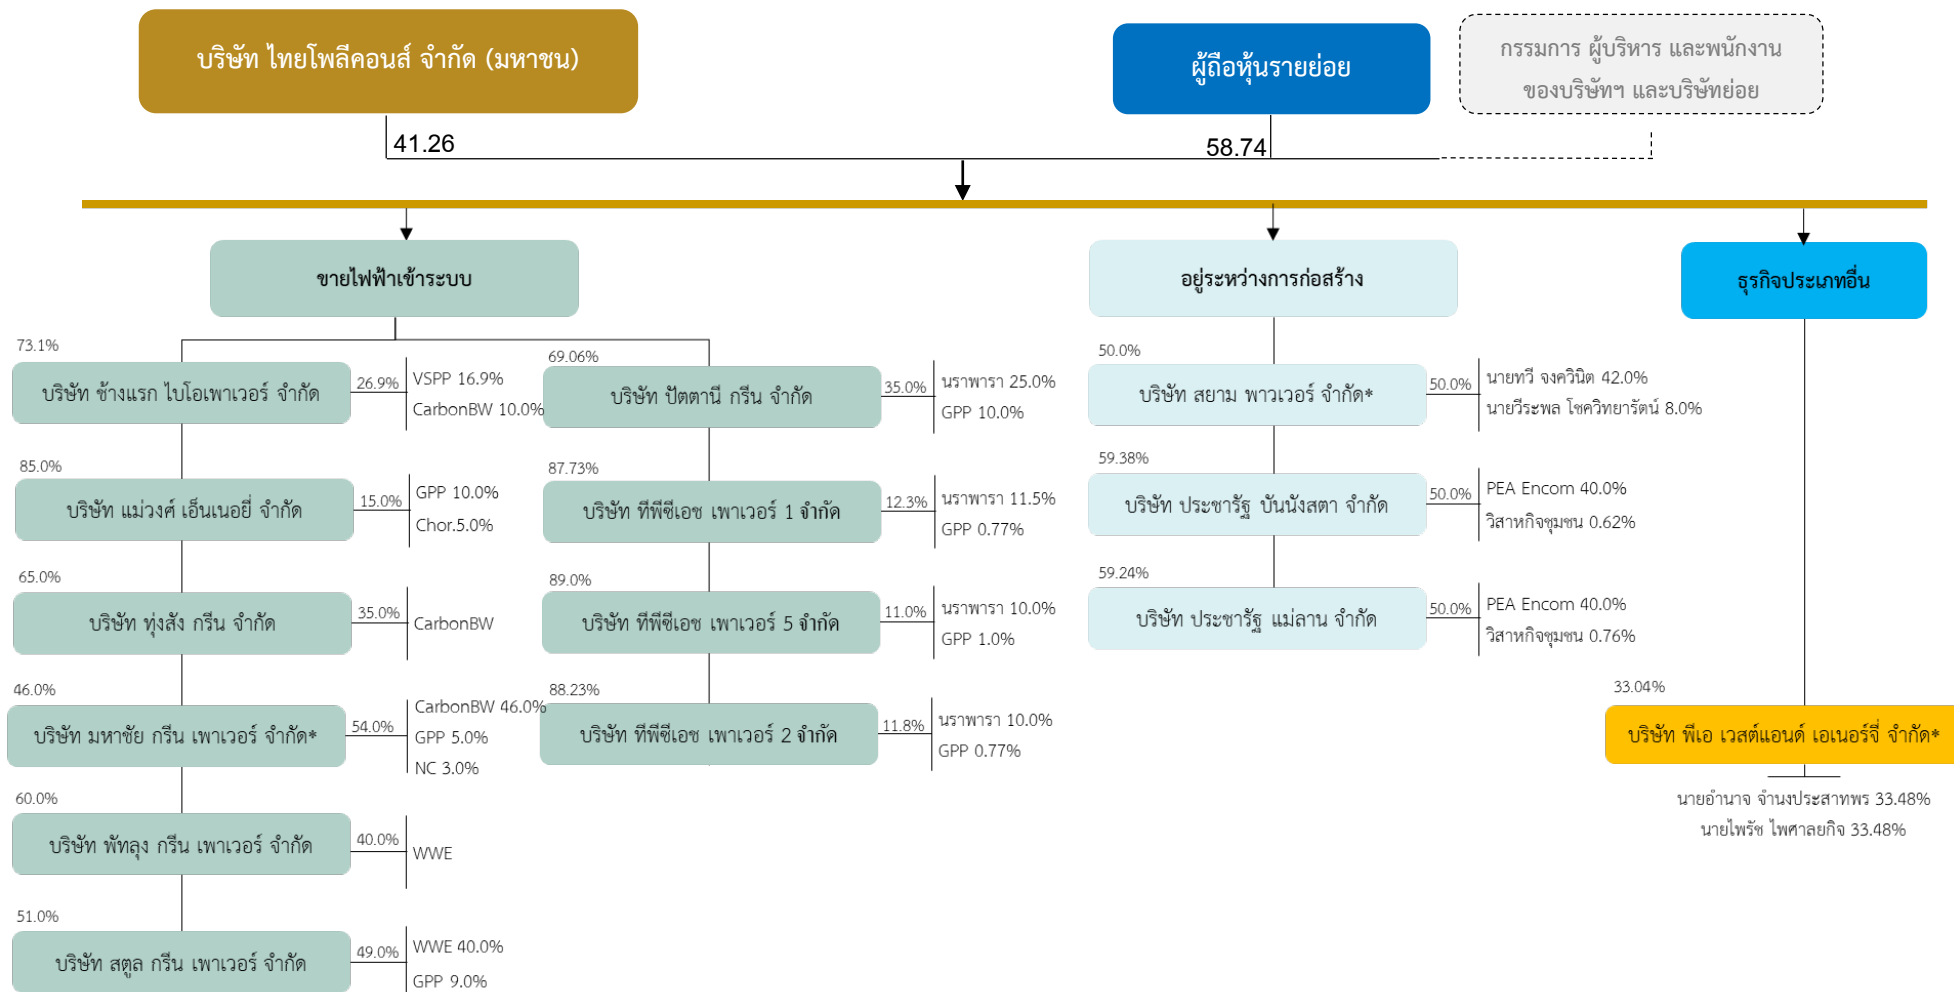 บริษัท ไทยโพลีคอนส์ จำกัด (มหาชน)
ผู้ถือหุ้นรายย่อย
กรรมการ ผู้บริหาร และพนักงาน
ของบริษัทฯ และบริษัทย่อย
41.26
58.74
ขายไฟฟ้าเข้าระบบ
อยู่ระหว่างการก่อสร้าง
ธุรกิจประเภทอื่น
73.1%
บริษัท ช้างแรก ไบโอเพาเวอร์ จำกัด
26.9%
VSPP 16.9%
CarbonBW 10.0%
85.0%
บริษัท แม่วงศ์ เอ็นเนอยี่ จำกัด
15.0%
GPP 10.0%
Chor.5.0%
65.0%
บริษัท ทุ่งสัง กรีน จำกัด
35.0%
CarbonBW
46.0%
บริษัท มหาชัย กรีน เพาเวอร์ จำกัด*
54.0%
CarbonBW 46.0%
GPP 5.0%
NC 3.0%
60.0%
บริษัท พัทลุง กรีน เพาเวอร์ จำกัด
40.0%
WWE
51.0%
บริษัท สตูล กรีน เพาเวอร์ จำกัด
49.0%
WWE 40.0%
GPP 9.0%
69.06%
บริษัท ปัตตานี กรีน จำกัด
35.0%
นราพารา 25.0%
GPP 10.0%
87.73%
บริษัท ทีพีซีเอช เพาเวอร์ 1 จำกัด
12.3%
นราพารา 11.5%
GPP 0.77%
89.0%
บริษัท ทีพีซีเอช เพาเวอร์ 5 จำกัด
11.0%
นราพารา 10.0%
GPP 1.0%
88.23%
บริษัท ทีพีซีเอช เพาเวอร์ 2 จำกัด
11.8%
นราพารา 10.0%
GPP 0.77%
50.0%
บริษัท สยาม พาวเวอร์ จำกัด*
50.0%
นายทวี จงควินิต 42.0%
นายวีระพล โชควิทยารัตน์ 8.0%
59.38%
บริษัท ประชารัฐ บันนังสตา จำกัด
50.0%
PEA Encom 40.0%
วิสาหกิจชุมชน 0.62%
59.24%
บริษัท ประชารัฐ แม่ลาน จำกัด
50.0%
PEA Encom 40.0%
วิสาหกิจชุมชน 0.76%
33.04%
บริษัท พีเอ เวสต์แอนด์ เอเนอร์จี่ จำกัด*
นายอำนาจ จำนงประสาทพร 33.48%
นายไพรัช ไพศาลยกิจ 33.48%